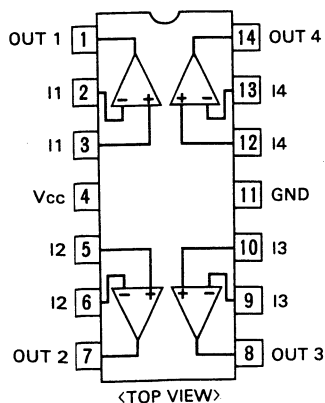 OUT 1 1 14 OUT 4
I1 2 13 I4
− + + −
I1 3 12 I4
Vcc 4 11 GND
I2 5 10 I3
− + + −
I2 6 9 I3
OUT 2 7 8 OUT 3
<TOP VIEW>